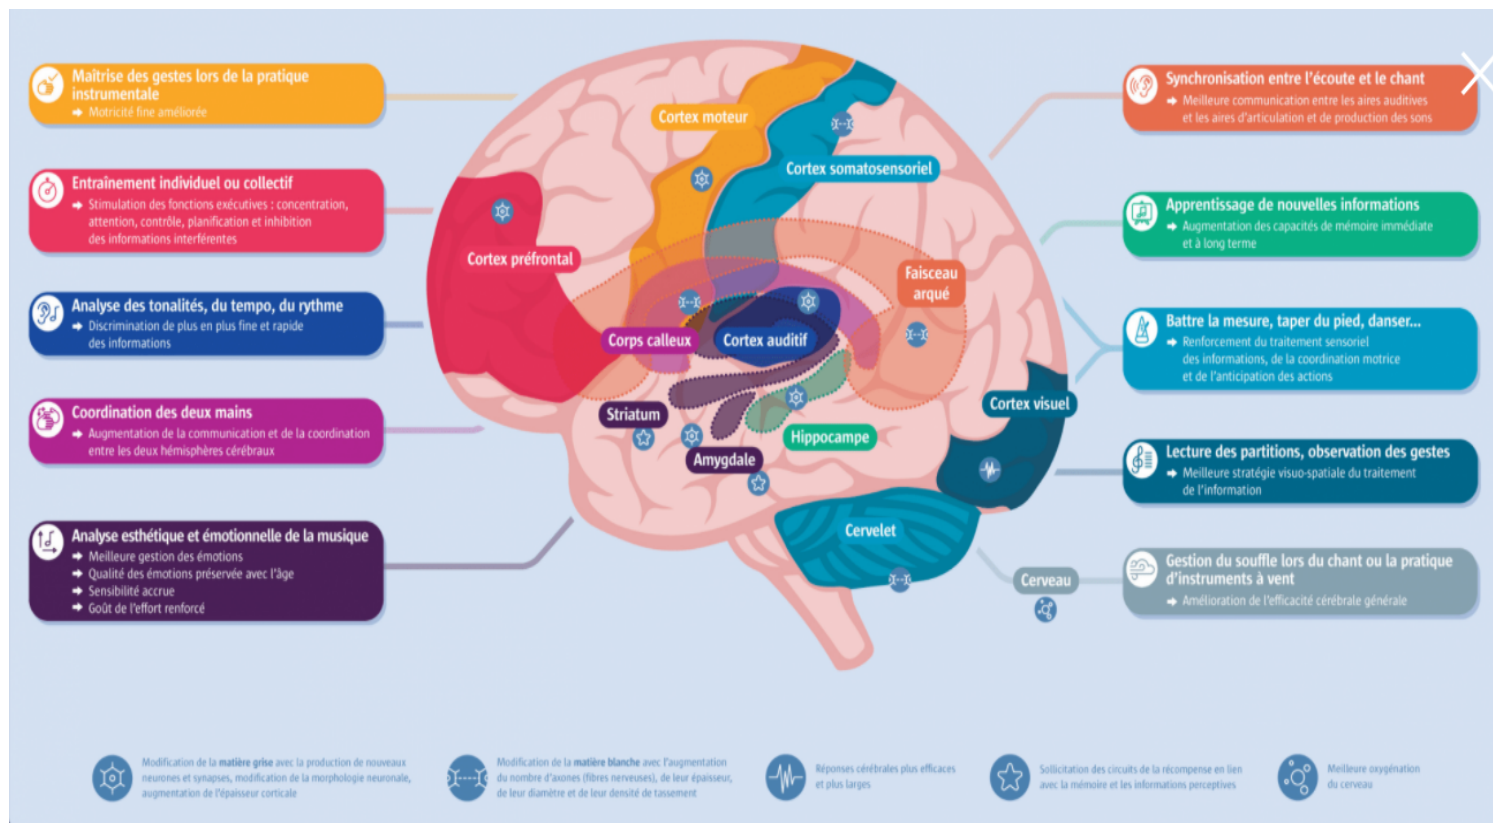 Maîtrise des gestes lors de la pratique
instrumentale
➜ Motricité fine améliorée
Entraînement individuel ou collectif
➜ Stimulation des fonctions exécutives : concentration,
attention, contrôle, planification et inhibition
des informations interférentes
Analyse des tonalités, du tempo, du rythme
➜ Discrimination de plus en plus fine et rapide
des informations
Coordination des deux mains
➜ Augmentation de la communication et de la coordination
entre les deux hémisphères cérébraux
Analyse esthétique et émotionnelle de la musique
➜ Meilleure gestion des émotions
➜ Qualité des émotions préservée avec l'âge
➜ Sensibilité accrue
➜ Goût de l'effort renforcé
Cortex moteur
Cortex somatosensoriel
Cortex préfrontal
Faisceau
arqué
Corps calleux
Cortex auditif
Striatum
Cortex visuel
Hippocampe
Amygdale
Cervelet
Cerveau
Synchronisation entre l'écoute et le chant
➜ Meilleure communication entre les aires auditives
et les aires d'articulation et de production des sons
Apprentissage de nouvelles informations
➜ Augmentation des capacités de mémoire immédiate
et à long terme
Battre la mesure, taper du pied, danser...
➜ Renforcement du traitement sensoriel
des informations, de la coordination motrice
et de l'anticipation des actions
Lecture des partitions, observation des gestes
➜ Meilleure stratégie visuo-spatiale du traitement
de l'information
Gestion du souffle lors du chant ou la pratique
d'instruments à vent
➜ Amélioration de l'efficacité cérébrale générale
Modification de la matière grise avec la production de nouveaux
neurones et synapses, modification de la morphologie neuronale,
augmentation de l'épaisseur corticale
Modification de la matière blanche avec l'augmentation
du nombre d'axones (fibres nerveuses), de leur épaisseur,
de leur diamètre et de leur densité de tassement
Réponses cérébrales plus efficaces
et plus larges
Sollicitation des circuits de la récompense en lien
avec la mémoire et les informations perceptives
Meilleure oxygénation
du cerveau